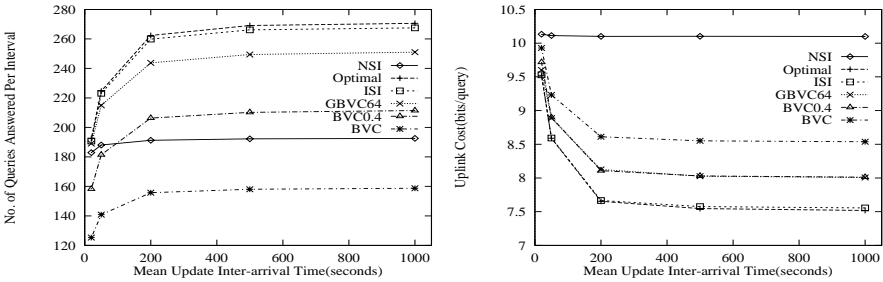 No. of Queries Answered Per Interval
280
260
240
220
200
180
160
140
120
0
200
400
600
800
1000
Mean Update Inter-arrival Time(seconds)
NSI
Optimal
ISI
GBVC64
BVC0.4
BVC
Uplink Cost(bits/query)
10.5
10
9.5
9
8.5
8
7.5
7
0
200
400
600
800
1000
Mean Update Inter-arrival Time(seconds)
NSI
Optimal
ISI
GBVC64
BVC0.4
BVC